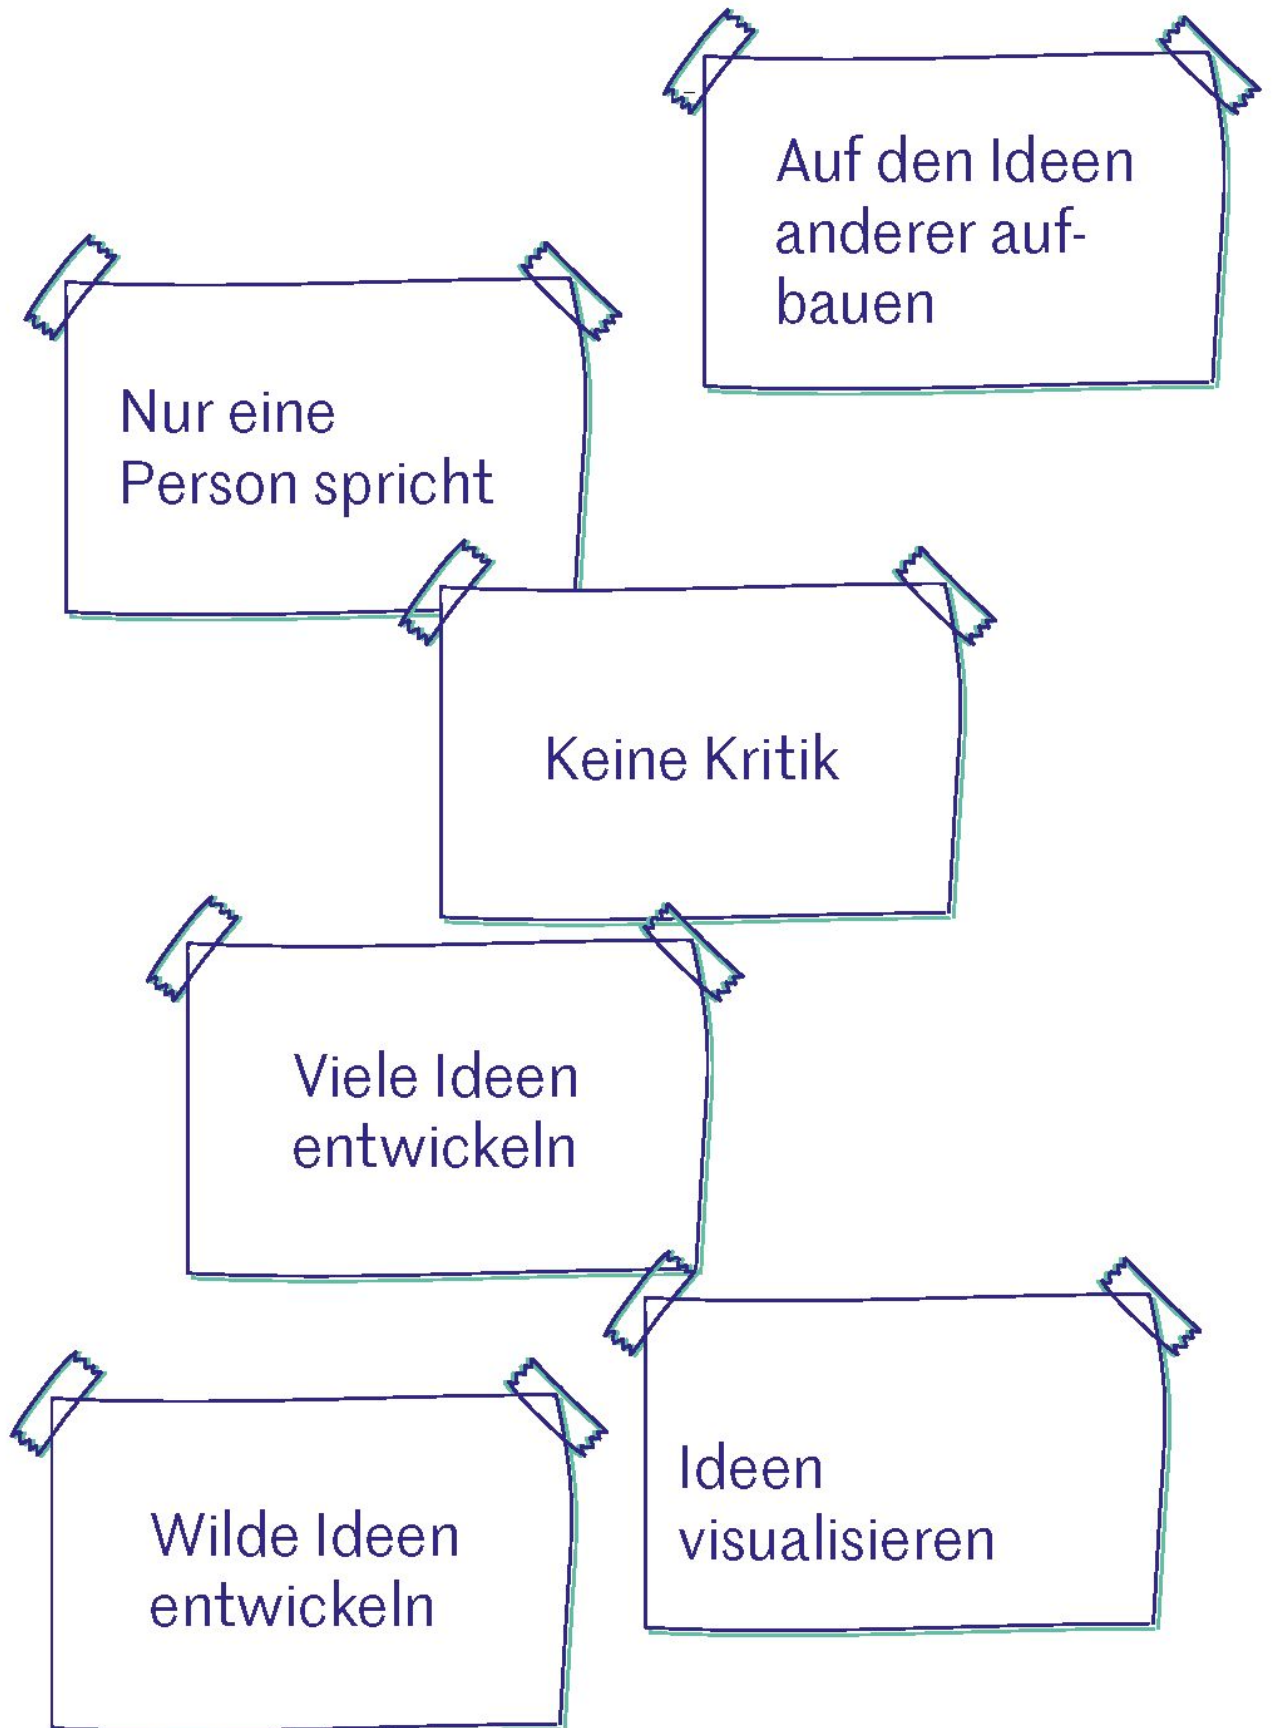 Auf den Ideen
anderer auf-
bauen
Nur eine
Person spricht
Keine Kritik
Viele Ideen
entwickeln
Ideen
visualisieren
Wilde Ideen
entwickeln